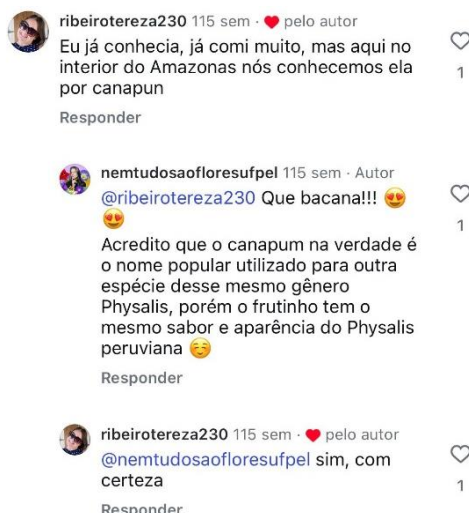 ribeirotereza230 115 sem · ❤️ pelo autor
Eu já conhecia, já comi muito, mas aqui no
interior do Amazonas nós conhecemos ela
por canapun
1
Responder
nemtudosaofloresufpel 115 sem · Autor
@ribeirotereza230 Que bacana!!! 😍
😍
1
Acredito que o canapum na verdade é
o nome popular utilizado para outra
espécie desse mesmo gênero
Physalis, porém o frutinho tem o
mesmo sabor e aparência do Physalis
peruviana ☺️
Responder
ribeirotereza230 115 sem · ❤️ pelo autor
@nemtudosaofloresufpel sim, com
certeza
1
Responder